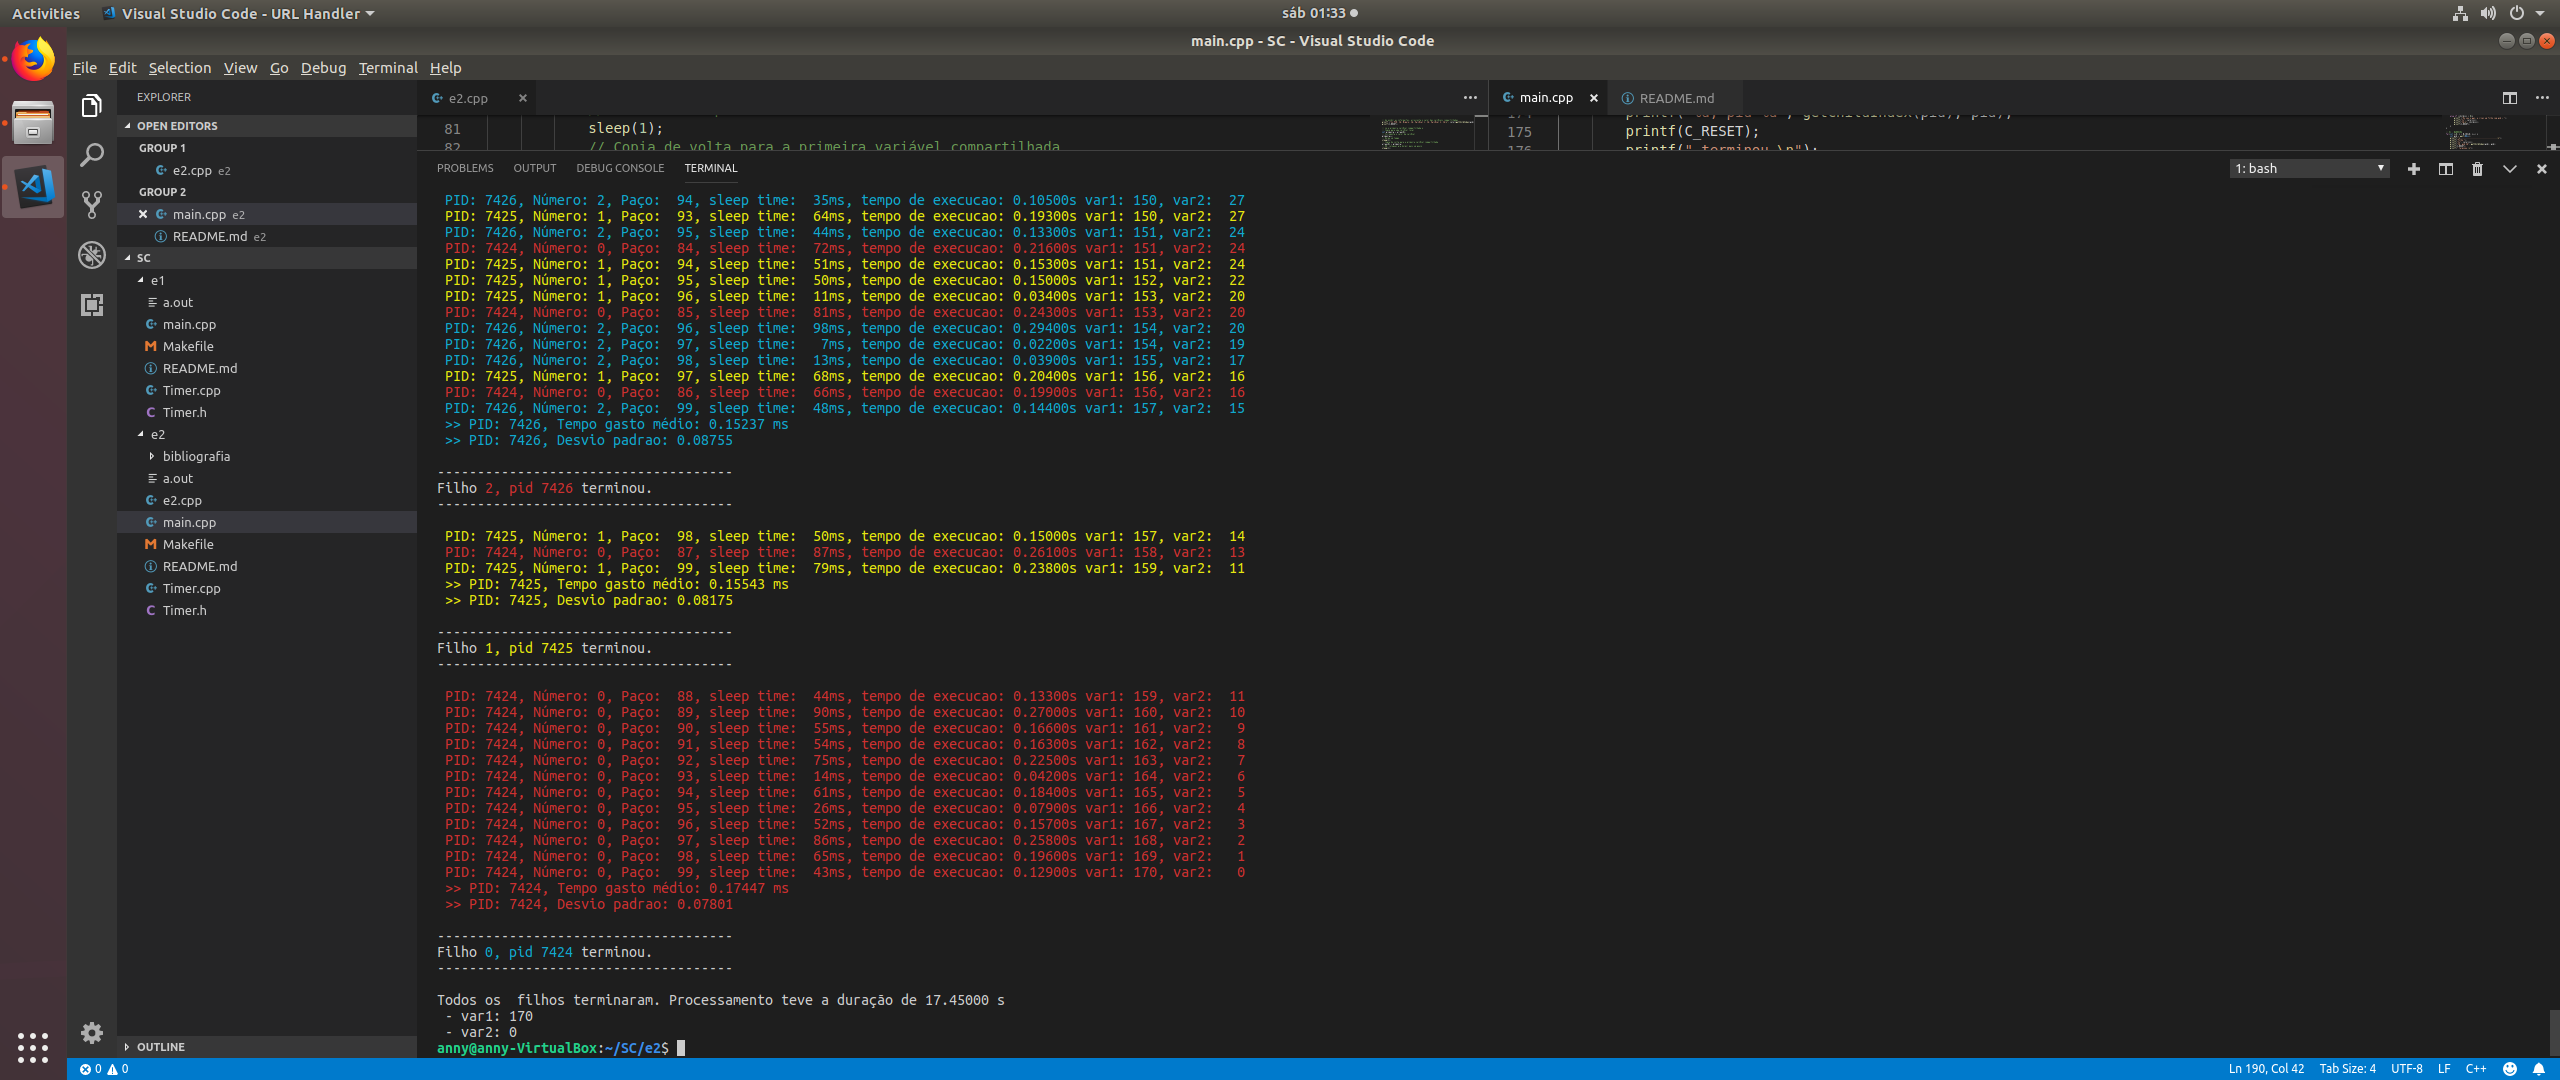 Activities
Visual Studio Code - URL Handler
sáb 01:33
main.cpp - SC - Visual Studio Code
File Edit Selection View Go Debug Terminal Help
EXPLORER
OPEN EDITORS
GROUP 1
e2.cpp e2
GROUP 2
main.cpp e2
README.md e2
SC
e1
a.out
main.cpp
Makefile
README.md
Timer.cpp
Timer.h
e2
bibliografia
a.out
e2.cpp
main.cpp
Makefile
README.md
Timer.cpp
Timer.h
OUTLINE
e2.cpp
81 sleep(1);
82 // Copia de volta para a primeira variável compartilhada
main.cpp
README.md
175 printf(C_RESET);
176 printf(" terminou.\n");
PROBLEMS OUTPUT DEBUG CONSOLE TERMINAL
1: bash
PID: 7426, Número: 2, Paço:  94, sleep time:  35ms, tempo de execucao: 0.10500s var1: 150, var2:  27
PID: 7425, Número: 1, Paço:  93, sleep time:  64ms, tempo de execucao: 0.19300s var1: 150, var2:  27
PID: 7426, Número: 2, Paço:  95, sleep time:  44ms, tempo de execucao: 0.13300s var1: 151, var2:  24
PID: 7424, Número: 0, Paço:  84, sleep time:  72ms, tempo de execucao: 0.21600s var1: 151, var2:  24
PID: 7425, Número: 1, Paço:  94, sleep time:  51ms, tempo de execucao: 0.15300s var1: 151, var2:  24
PID: 7425, Número: 1, Paço:  95, sleep time:  50ms, tempo de execucao: 0.15000s var1: 152, var2:  22
PID: 7425, Número: 1, Paço:  96, sleep time:  11ms, tempo de execucao: 0.03400s var1: 153, var2:  20
PID: 7424, Número: 0, Paço:  85, sleep time:  81ms, tempo de execucao: 0.24300s var1: 153, var2:  20
PID: 7426, Número: 2, Paço:  96, sleep time:  98ms, tempo de execucao: 0.29400s var1: 154, var2:  20
PID: 7426, Número: 2, Paço:  97, sleep time:   7ms, tempo de execucao: 0.02200s var1: 154, var2:  19
PID: 7426, Número: 2, Paço:  98, sleep time:  13ms, tempo de execucao: 0.03900s var1: 155, var2:  17
PID: 7425, Número: 1, Paço:  97, sleep time:  68ms, tempo de execucao: 0.20400s var1: 156, var2:  16
PID: 7424, Número: 0, Paço:  86, sleep time:  66ms, tempo de execucao: 0.19900s var1: 156, var2:  16
PID: 7426, Número: 2, Paço:  99, sleep time:  48ms, tempo de execucao: 0.14400s var1: 157, var2:  15
>> PID: 7426, Tempo gasto médio: 0.15237 ms
>> PID: 7426, Desvio padrao: 0.08755
-------------------------------------
Filho 2, pid 7426 terminou.
-------------------------------------
PID: 7425, Número: 1, Paço:  98, sleep time:  50ms, tempo de execucao: 0.15000s var1: 157, var2:  14
PID: 7424, Número: 0, Paço:  87, sleep time:  87ms, tempo de execucao: 0.26100s var1: 158, var2:  13
PID: 7425, Número: 1, Paço:  99, sleep time:  79ms, tempo de execucao: 0.23800s var1: 159, var2:  11
>> PID: 7425, Tempo gasto médio: 0.15543 ms
>> PID: 7425, Desvio padrao: 0.08175
-------------------------------------
Filho 1, pid 7425 terminou.
-------------------------------------
PID: 7424, Número: 0, Paço:  88, sleep time:  44ms, tempo de execucao: 0.13300s var1: 159, var2:  11
PID: 7424, Número: 0, Paço:  89, sleep time:  90ms, tempo de execucao: 0.27000s var1: 160, var2:  10
PID: 7424, Número: 0, Paço:  90, sleep time:  55ms, tempo de execucao: 0.16600s var1: 161, var2:   9
PID: 7424, Número: 0, Paço:  91, sleep time:  54ms, tempo de execucao: 0.16300s var1: 162, var2:   8
PID: 7424, Número: 0, Paço:  92, sleep time:  75ms, tempo de execucao: 0.22500s var1: 163, var2:   7
PID: 7424, Número: 0, Paço:  93, sleep time:  14ms, tempo de execucao: 0.04200s var1: 164, var2:   6
PID: 7424, Número: 0, Paço:  94, sleep time:  61ms, tempo de execucao: 0.18400s var1: 165, var2:   5
PID: 7424, Número: 0, Paço:  95, sleep time:  26ms, tempo de execucao: 0.07900s var1: 166, var2:   4
PID: 7424, Número: 0, Paço:  96, sleep time:  52ms, tempo de execucao: 0.15700s var1: 167, var2:   3
PID: 7424, Número: 0, Paço:  97, sleep time:  86ms, tempo de execucao: 0.25800s var1: 168, var2:   2
PID: 7424, Número: 0, Paço:  98, sleep time:  65ms, tempo de execucao: 0.19600s var1: 169, var2:   1
PID: 7424, Número: 0, Paço:  99, sleep time:  43ms, tempo de execucao: 0.12900s var1: 170, var2:   0
>> PID: 7424, Tempo gasto médio: 0.17447 ms
>> PID: 7424, Desvio padrao: 0.07801
-------------------------------------
Filho 0, pid 7424 terminou.
-------------------------------------
Todos os  filhos terminaram. Processamento teve a duração de 17.45000 s
- var1: 170
- var2: 0
anny@anny-VirtualBox:~/SC/e2$
0 0
Ln 190, Col 42 Tab Size: 4 UTF-8 LF C++